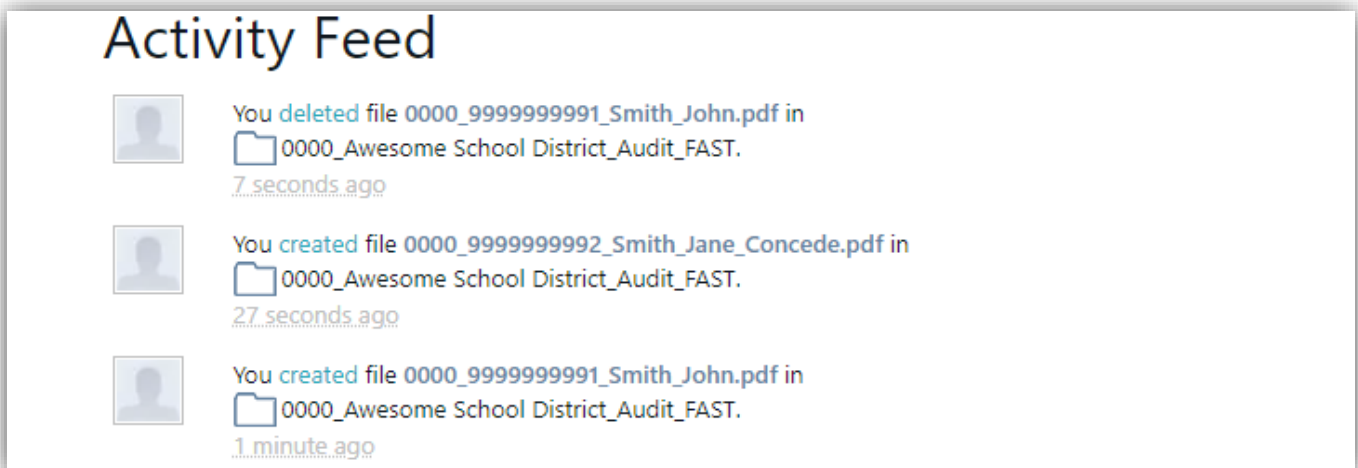 Activity Feed
You deleted file 0000_9999999991_Smith_John.pdf in
0000_Awesome School District_Audit_FAST.
7 seconds ago
You created file 0000_9999999992_Smith_Jane_Concede.pdf in
0000_Awesome School District_Audit_FAST.
27 seconds ago
You created file 0000_9999999991_Smith_John.pdf in
0000_Awesome School District_Audit_FAST.
1 minute ago